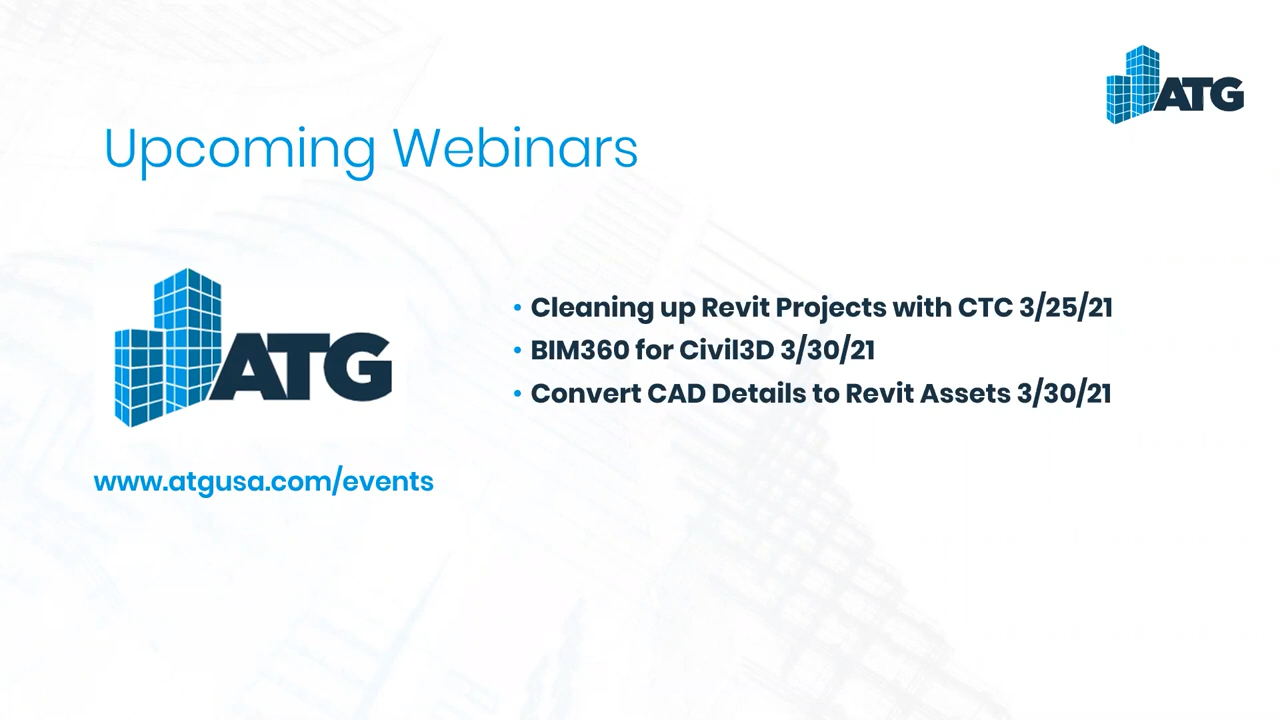 ATG
Upcoming Webinars
ATG
• Cleaning up Revit Projects with CTC 3/25/21
• BIM360 for Civil3D 3/30/21
• Convert CAD Details to Revit Assets 3/30/21
www.atgusa.com/events